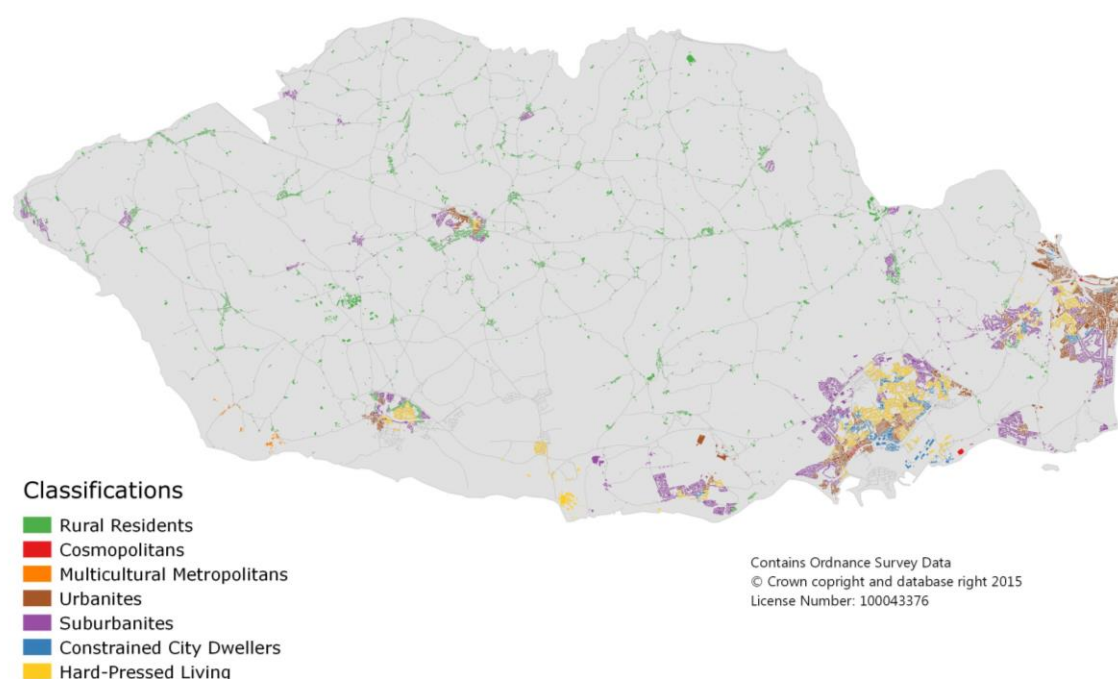 Classifications
Rural Residents
Cosmopolitans
Multicultural Metropolitans
Urbanites
Suburbanites
Constrained City Dwellers
Hard-Pressed Living
Contains Ordnance Survey Data
© Crown copright and database right 2015
License Number: 100043376